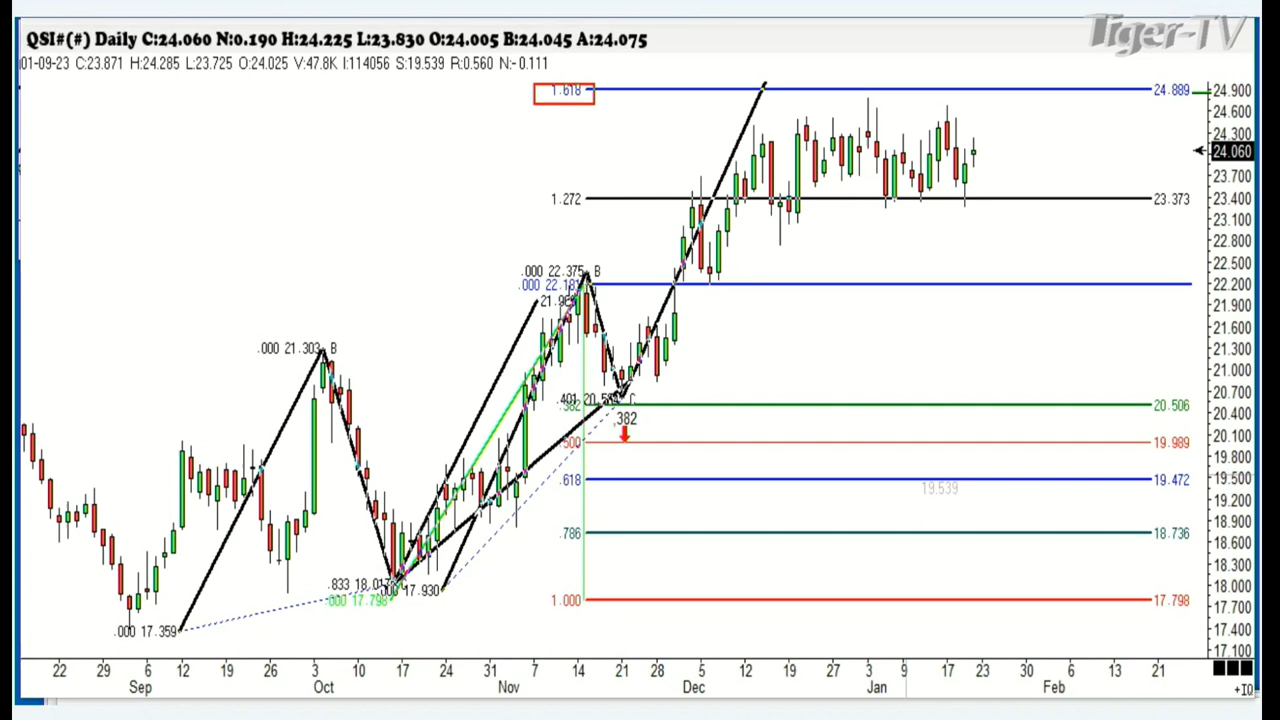 Tiger-TV
QSI#(#) Daily C:24.060 N:0.190 H:24.225 L:23.830 O:24.005 B:24.045 A:24.075
01-09-23 C:23.871 H:24.285 L:23.725 O:24.025 V:47.8K I:114056 S:19.539 R:0.560 N:-0.111
1.618 24.889 24.900
24.600
24.300
24.060
23.700
1.272 23.373 23.400
23.100
22.800
22.500
.000 22.375 B
22.200
21.900
21.600
.000 21.303 B 21.300
21.000
20.700
20.400
.382 20.506
.382
20.100
.500 19.989
19.800
19.500
.618 19.472
19.539
19.200
18.900
.786 18.736
18.600
18.300
.833 18.017 18.000
.000 17.930
.000 17.798 1.000 17.798
17.700
.000 17.359 17.400
17.100
22 29 6 12 19 26 3 10 17 24 31 7 14 21 28 5 12 19 27 3 9 17 23 30 6 13 21
Sep Oct Nov Dec Jan Feb
+IQ